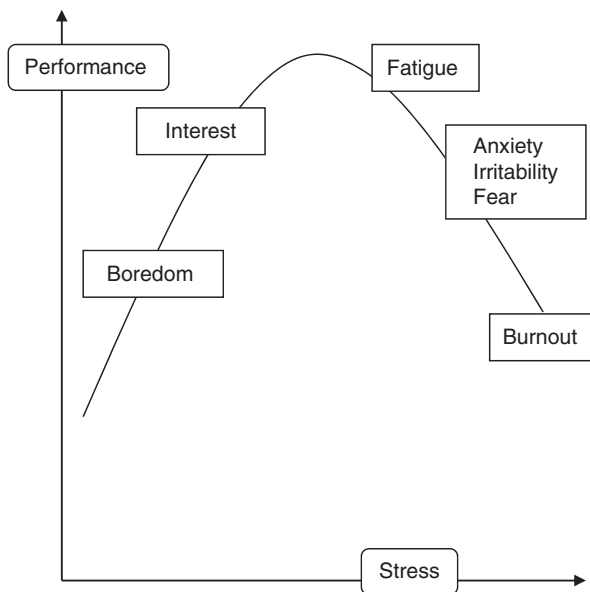 Performance
Fatigue
Interest
Anxiety
Irritability
Fear
Boredom
Burnout
Stress